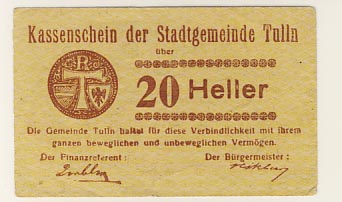 Kassenschein der Stadtgemeinde Tulln
über
20 Heller
Die Gemeinde Tulln haftet für diese Verbindlichkeit mit ihrem
ganzen beweglichen und unbeweglichen Vermögen.
Der Finanzreferent: Der Bürgermeister: